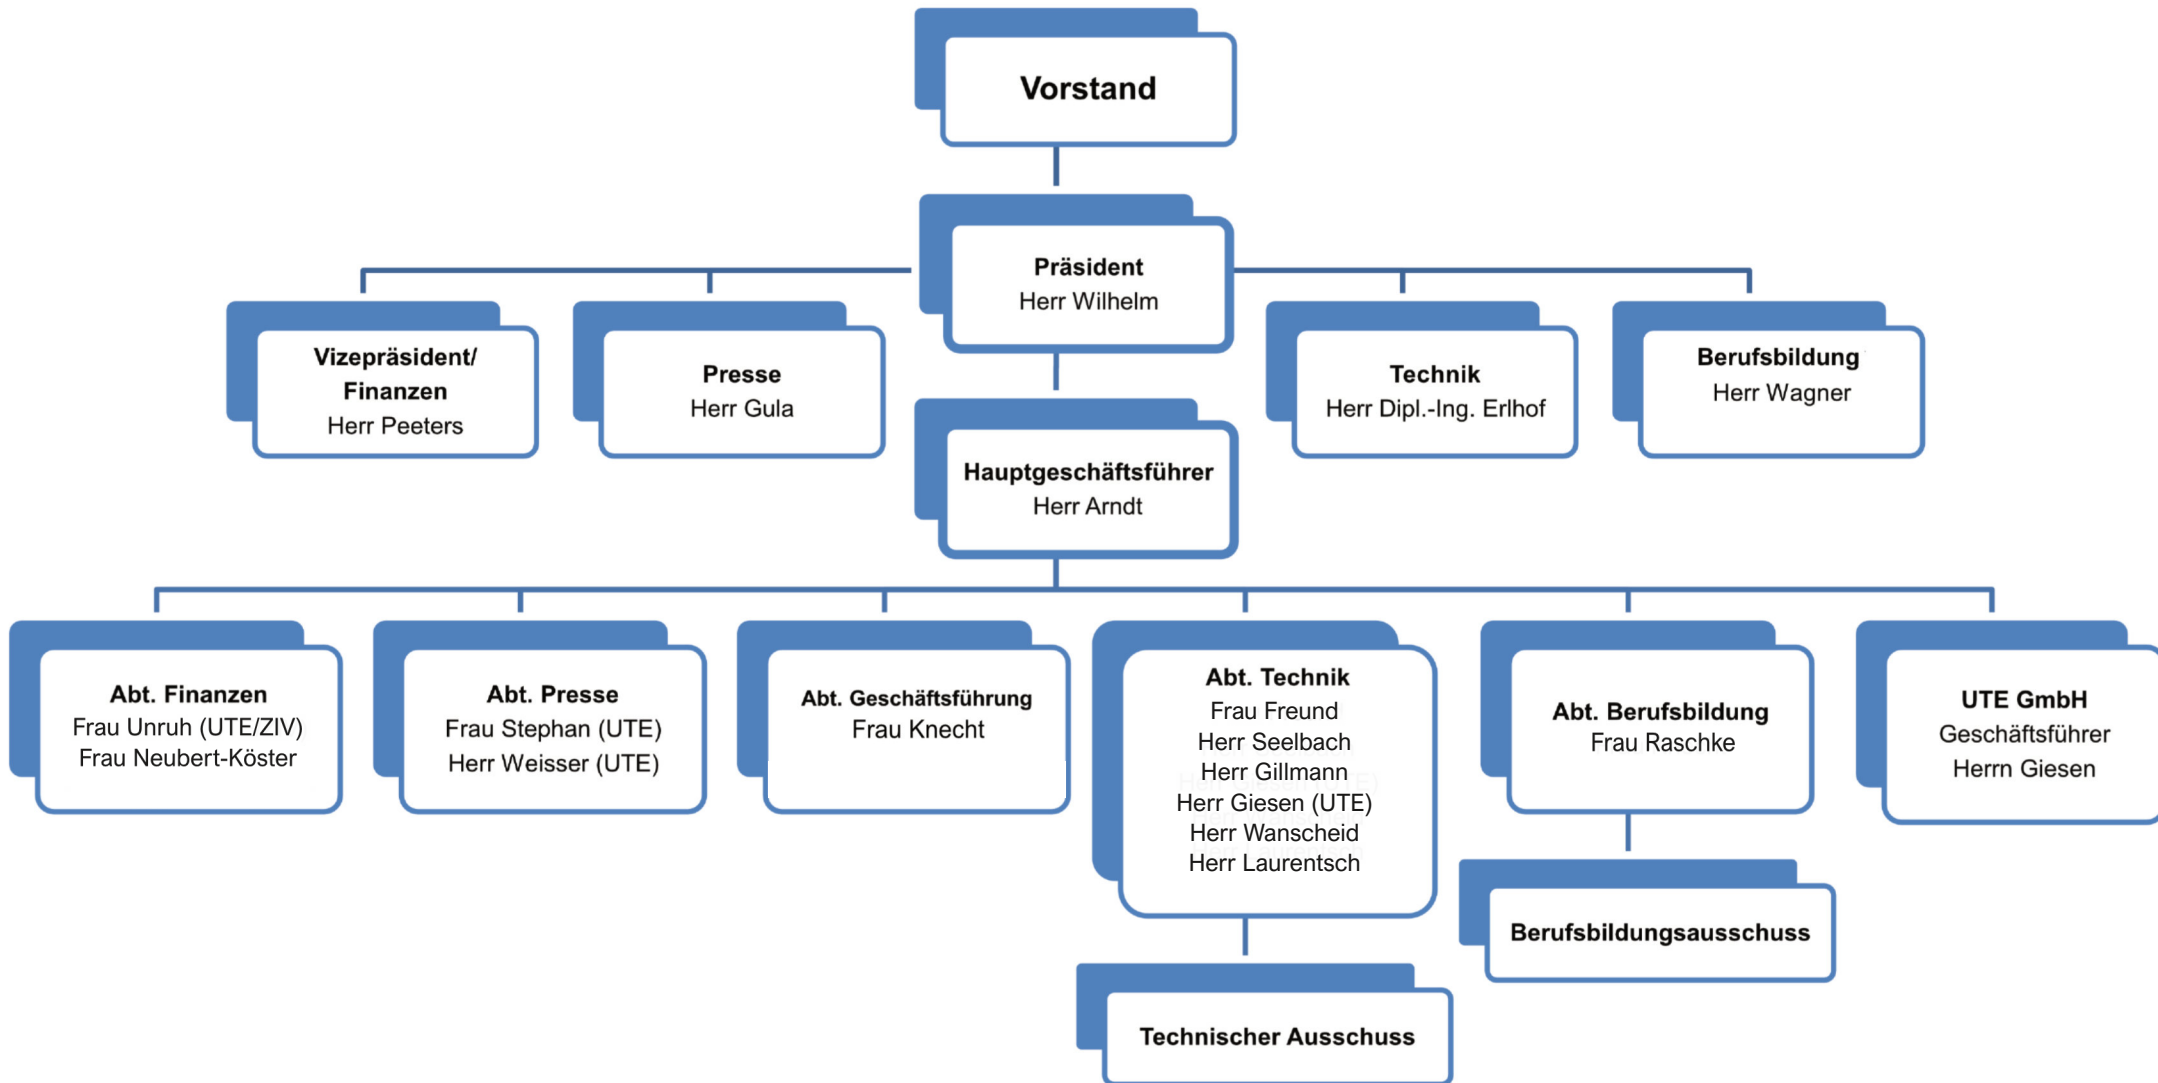 Vorstand
Präsident
Herr Wilhelm
Vizepräsident/
Finanzen
Herr Peeters
Presse
Herr Gula
Technik
Herr Dipl.-Ing. Erlhof
Berufsbildung
Herr Wagner
Hauptgeschäftsführer
Herr Arndt
Abt. Finanzen
Frau Unruh (UTE/ZIV)
Frau Neubert-Köster
Abt. Presse
Frau Stephan (UTE)
Herr Weisser (UTE)
Abt. Geschäftsführung
Frau Knecht
Abt. Technik
Frau Freund
Herr Seelbach
Herr Gillmann
Herr Giesen (UTE)
Herr Wanscheid
Herr Laurentsch
Abt. Berufsbildung
Frau Raschke
UTE GmbH
Geschäftsführer
Herrn Giesen
Berufsbildungsausschuss
Technischer Ausschuss